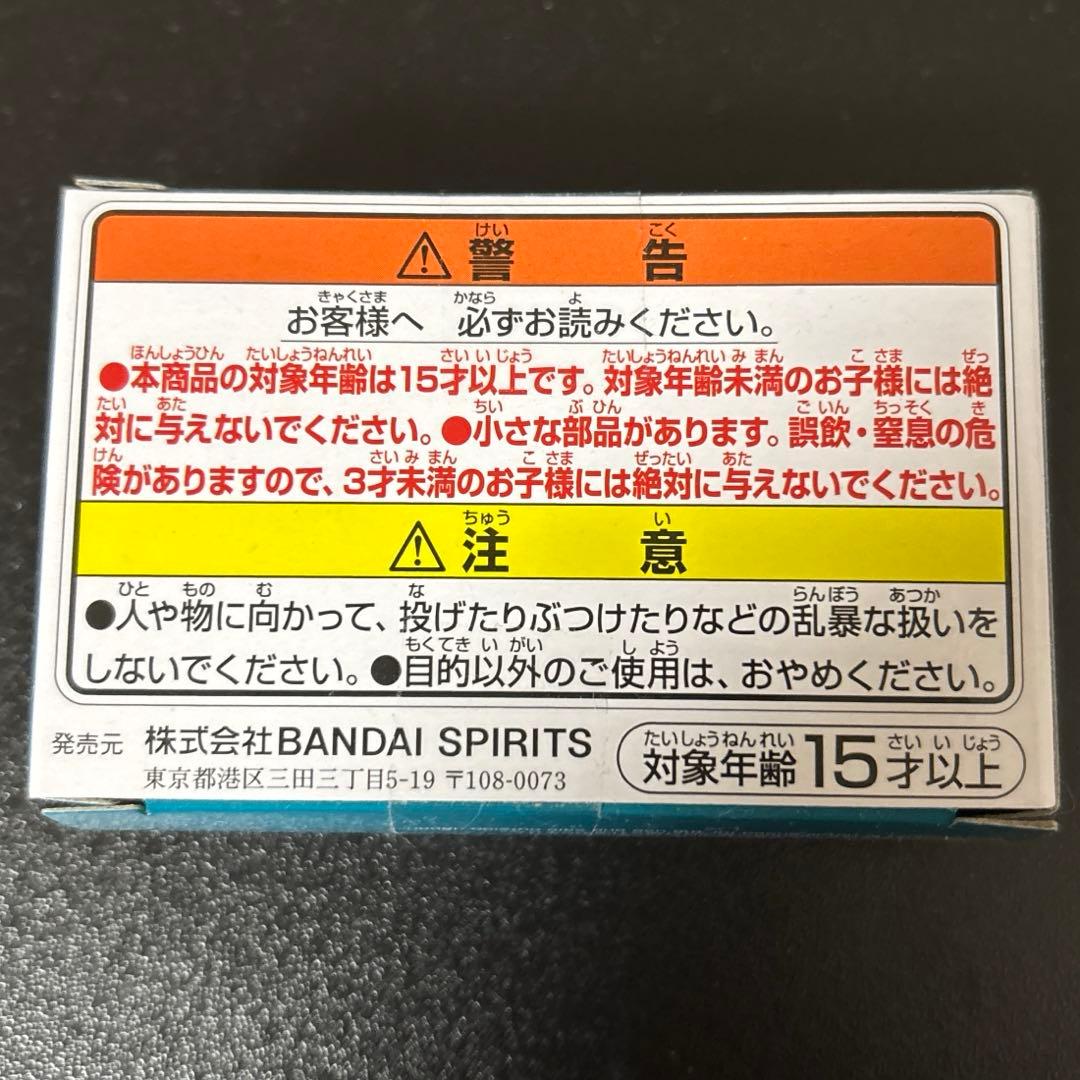 ⚠警告
お客様へ 必ずお読みください。
●本商品の対象年齢は15才以上です。対象年齢未満のお子様には絶
対に与えないでください。●小さな部品があります。誤飲・窒息の危
険がありますので、3才未満のお子様には絶対に与えないでください。
⚠注意
●人や物に向かって、投げたりぶつけたりなどの乱暴な扱いを
しないでください。●目的以外のご使用は、おやめください。
発売元 株式会社BANDAI SPIRITS
東京都港区三田三丁目5-19 〒108-0073
対象年齢15才以上